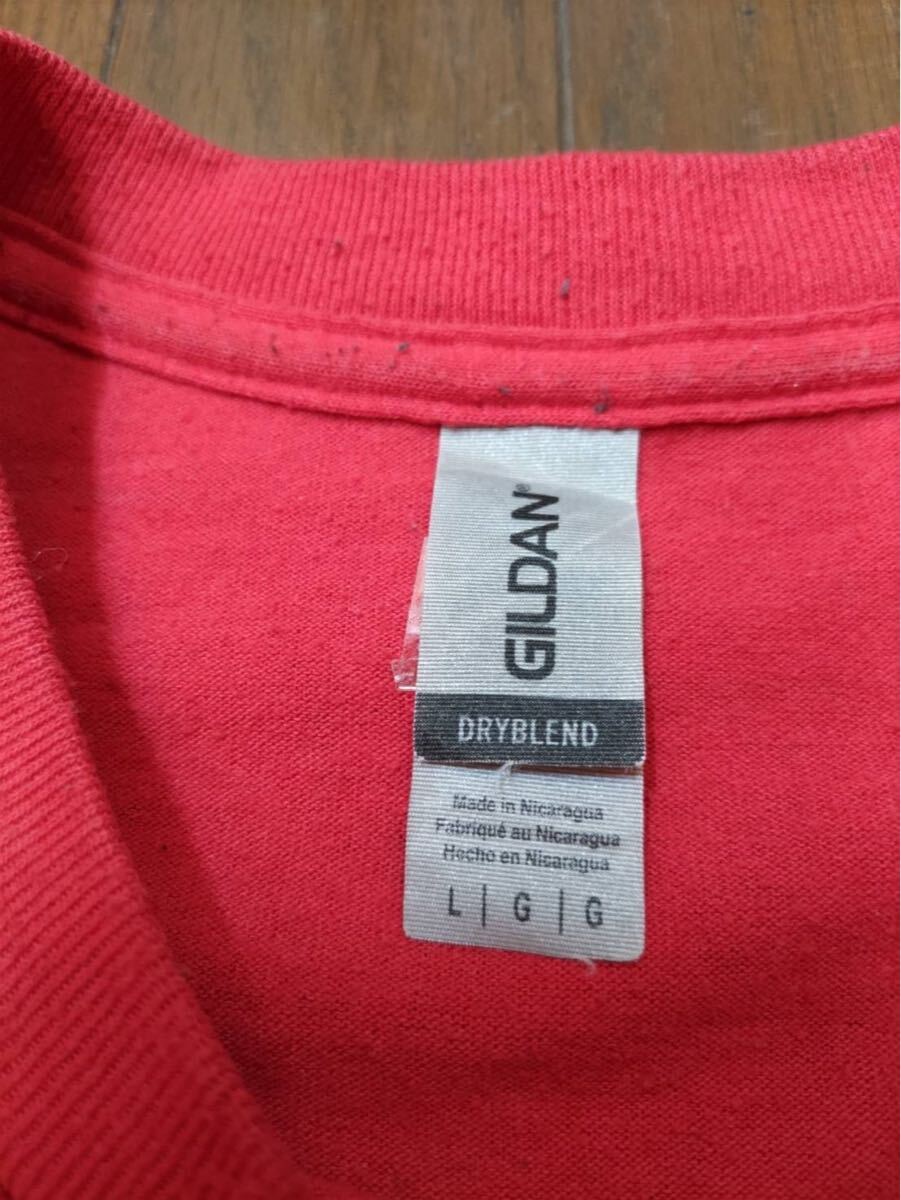 GILDAN®
DRYBLEND
Made in Nicaragua
Fabriqué au Nicaragua
Hecho en Nicaragua
L | G | G